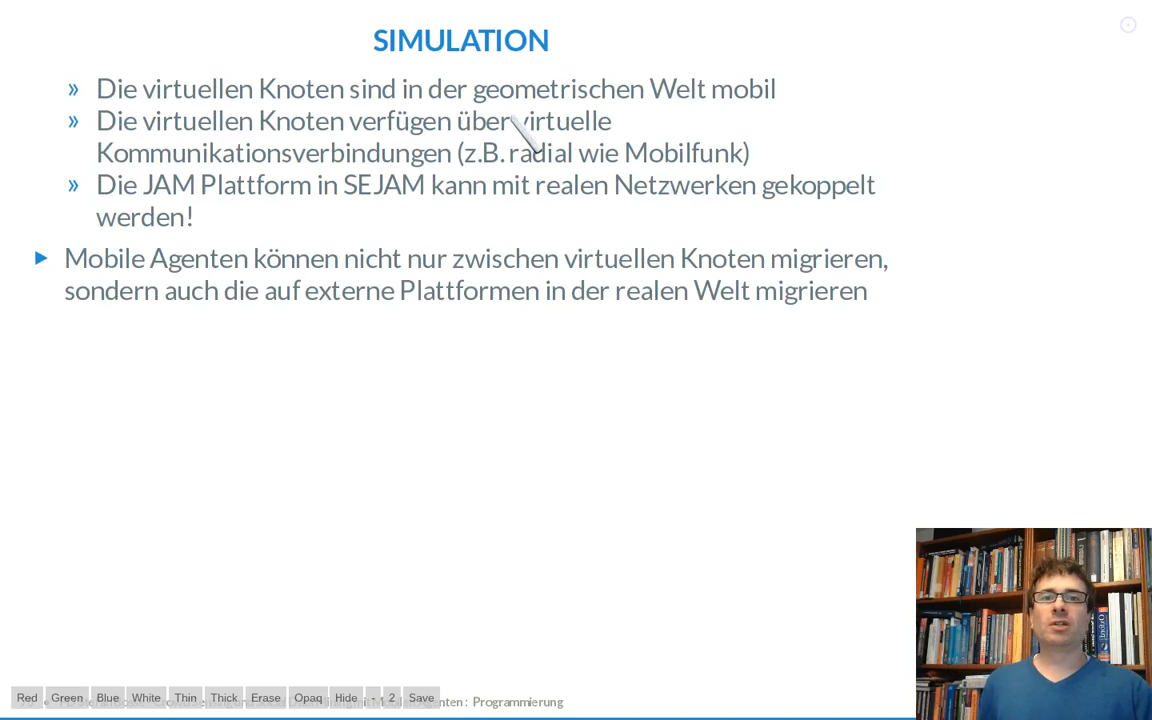 SIMULATION
» Die virtuellen Knoten sind in der geometrischen Welt mobil
» Die virtuellen Knoten verfügen über virtuelle
Kommunikationsverbindungen (z.B. radial wie Mobilfunk)
» Die JAM Plattform in SEJAM kann mit realen Netzwerken gekoppelt
werden!
Mobile Agenten können nicht nur zwischen virtuellen Knoten migrieren,
sondern auch die auf externe Plattformen in der realen Welt migrieren
Red Green Blue White Thin Thick Erase Opaq Hide - 2 Save
: Programmierung